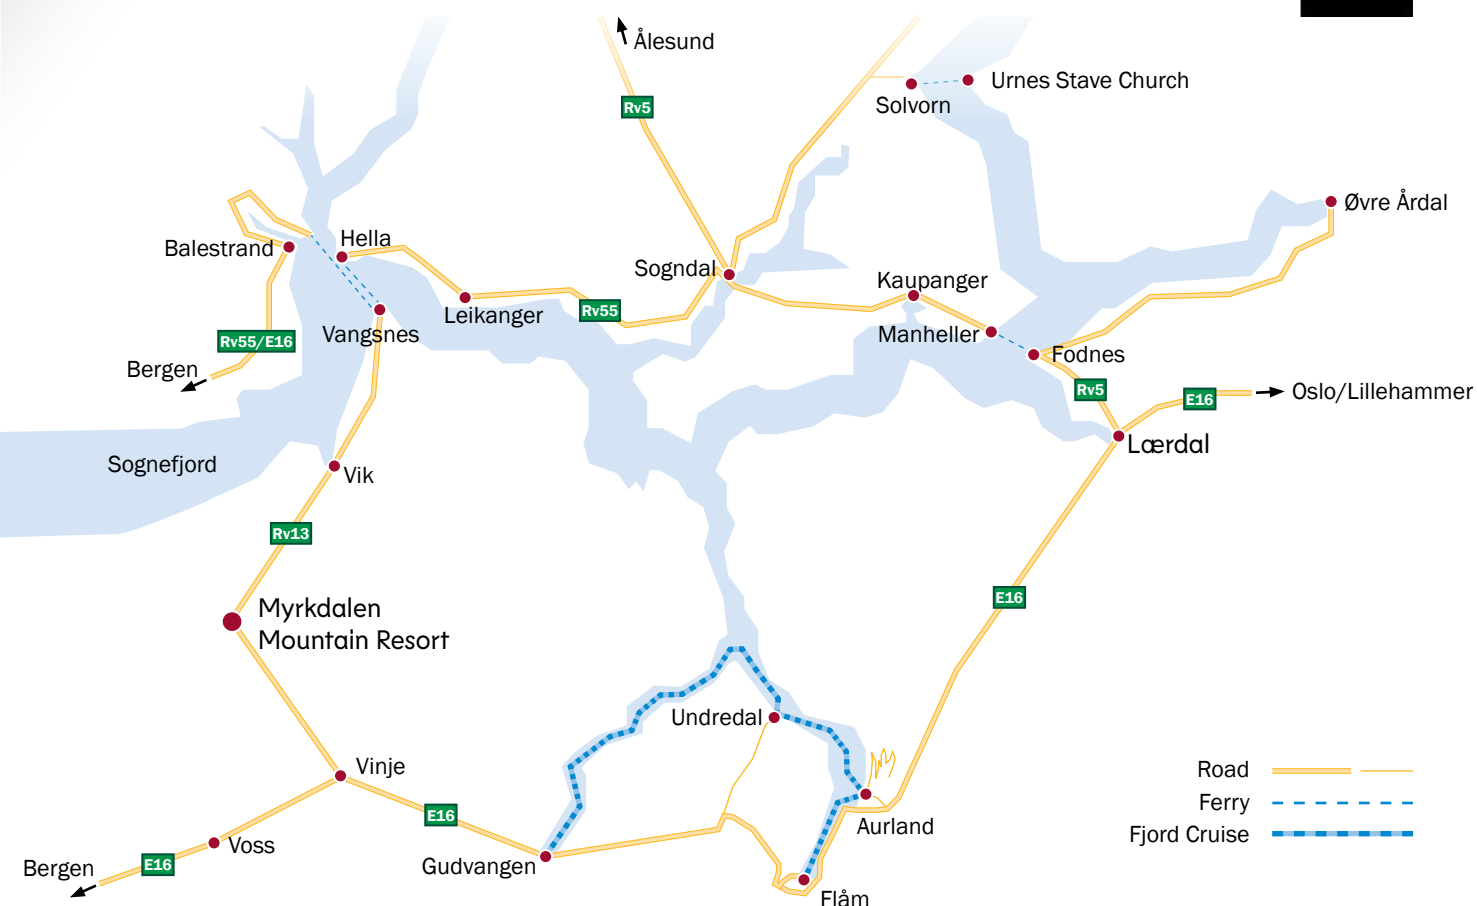 Ålesund
Urnes Stave Church
Solvorn
Rv5
Øvre Årdal
Hella
Balestrand
Sogndal
Kaupanger
Leikanger
Rv55
Vangsnes
Manheller
Rv55/E16
Fodnes
Bergen
Rv5
E16
Oslo/Lillehammer
Lærdal
Sognefjord
Vik
Rv13
E16
Myrkdalen
Mountain Resort
Undredal
Vinje
Road
Ferry
E16
Aurland
Fjord Cruise
Voss
E16
Bergen
Gudvangen
Flåm